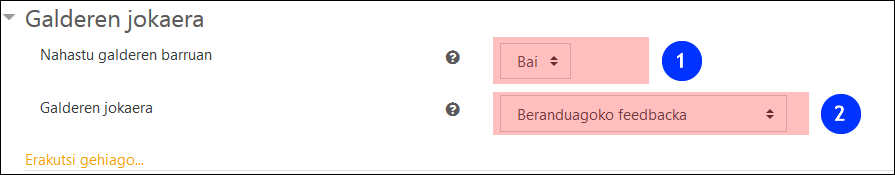 Galderen jokaera
Nahastu galderen barruan
Bai
1
Galderen jokaera
Beranduagoko feedbacka
2
Erakutsi gehiago...